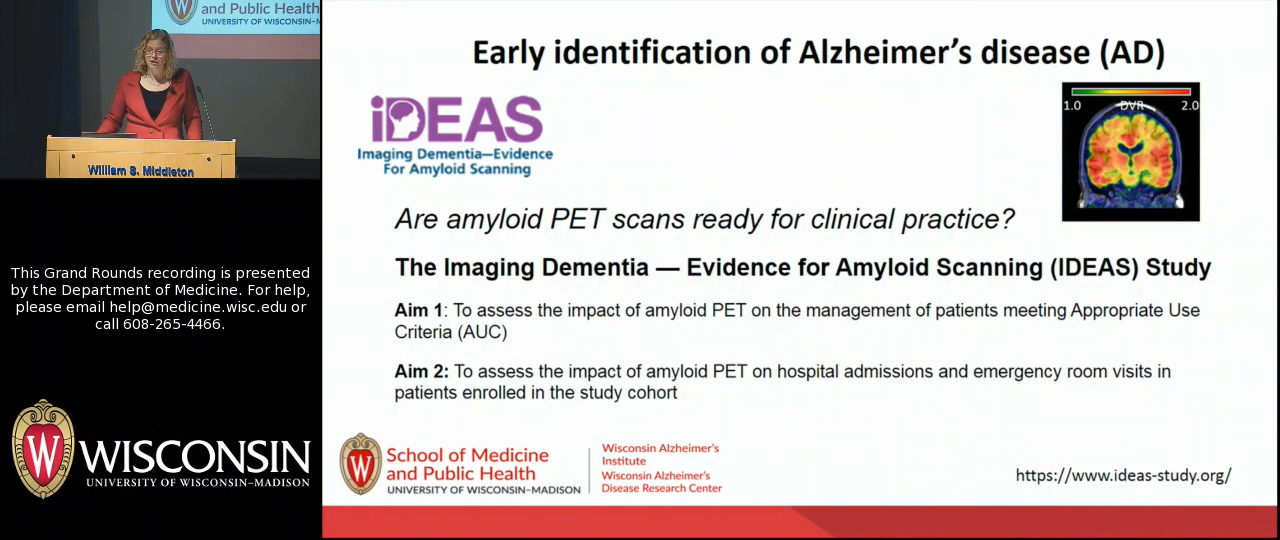 and Public Health
UNIVERSITY OF WISCONSIN–M
William S. Middleton
This Grand Rounds recording is presented
by the Department of Medicine. For help,
please email help@medicine.wisc.edu or
call 608-265-4466.
W
WISCONSIN
UNIVERSITY OF WISCONSIN–MADISON
Early identification of Alzheimer's disease (AD)
iDEAS
Imaging Dementia—Evidence
For Amyloid Scanning
1.0 DVR 2.0
Are amyloid PET scans ready for clinical practice?
The Imaging Dementia — Evidence for Amyloid Scanning (IDEAS) Study
Aim 1: To assess the impact of amyloid PET on the management of patients meeting Appropriate Use
Criteria (AUC)
Aim 2: To assess the impact of amyloid PET on hospital admissions and emergency room visits in
patients enrolled in the study cohort
W
School of Medicine
and Public Health
UNIVERSITY OF WISCONSIN–MADISON
Wisconsin Alzheimer's
Institute
Wisconsin Alzheimer's
Disease Research Center
https://www.ideas-study.org/